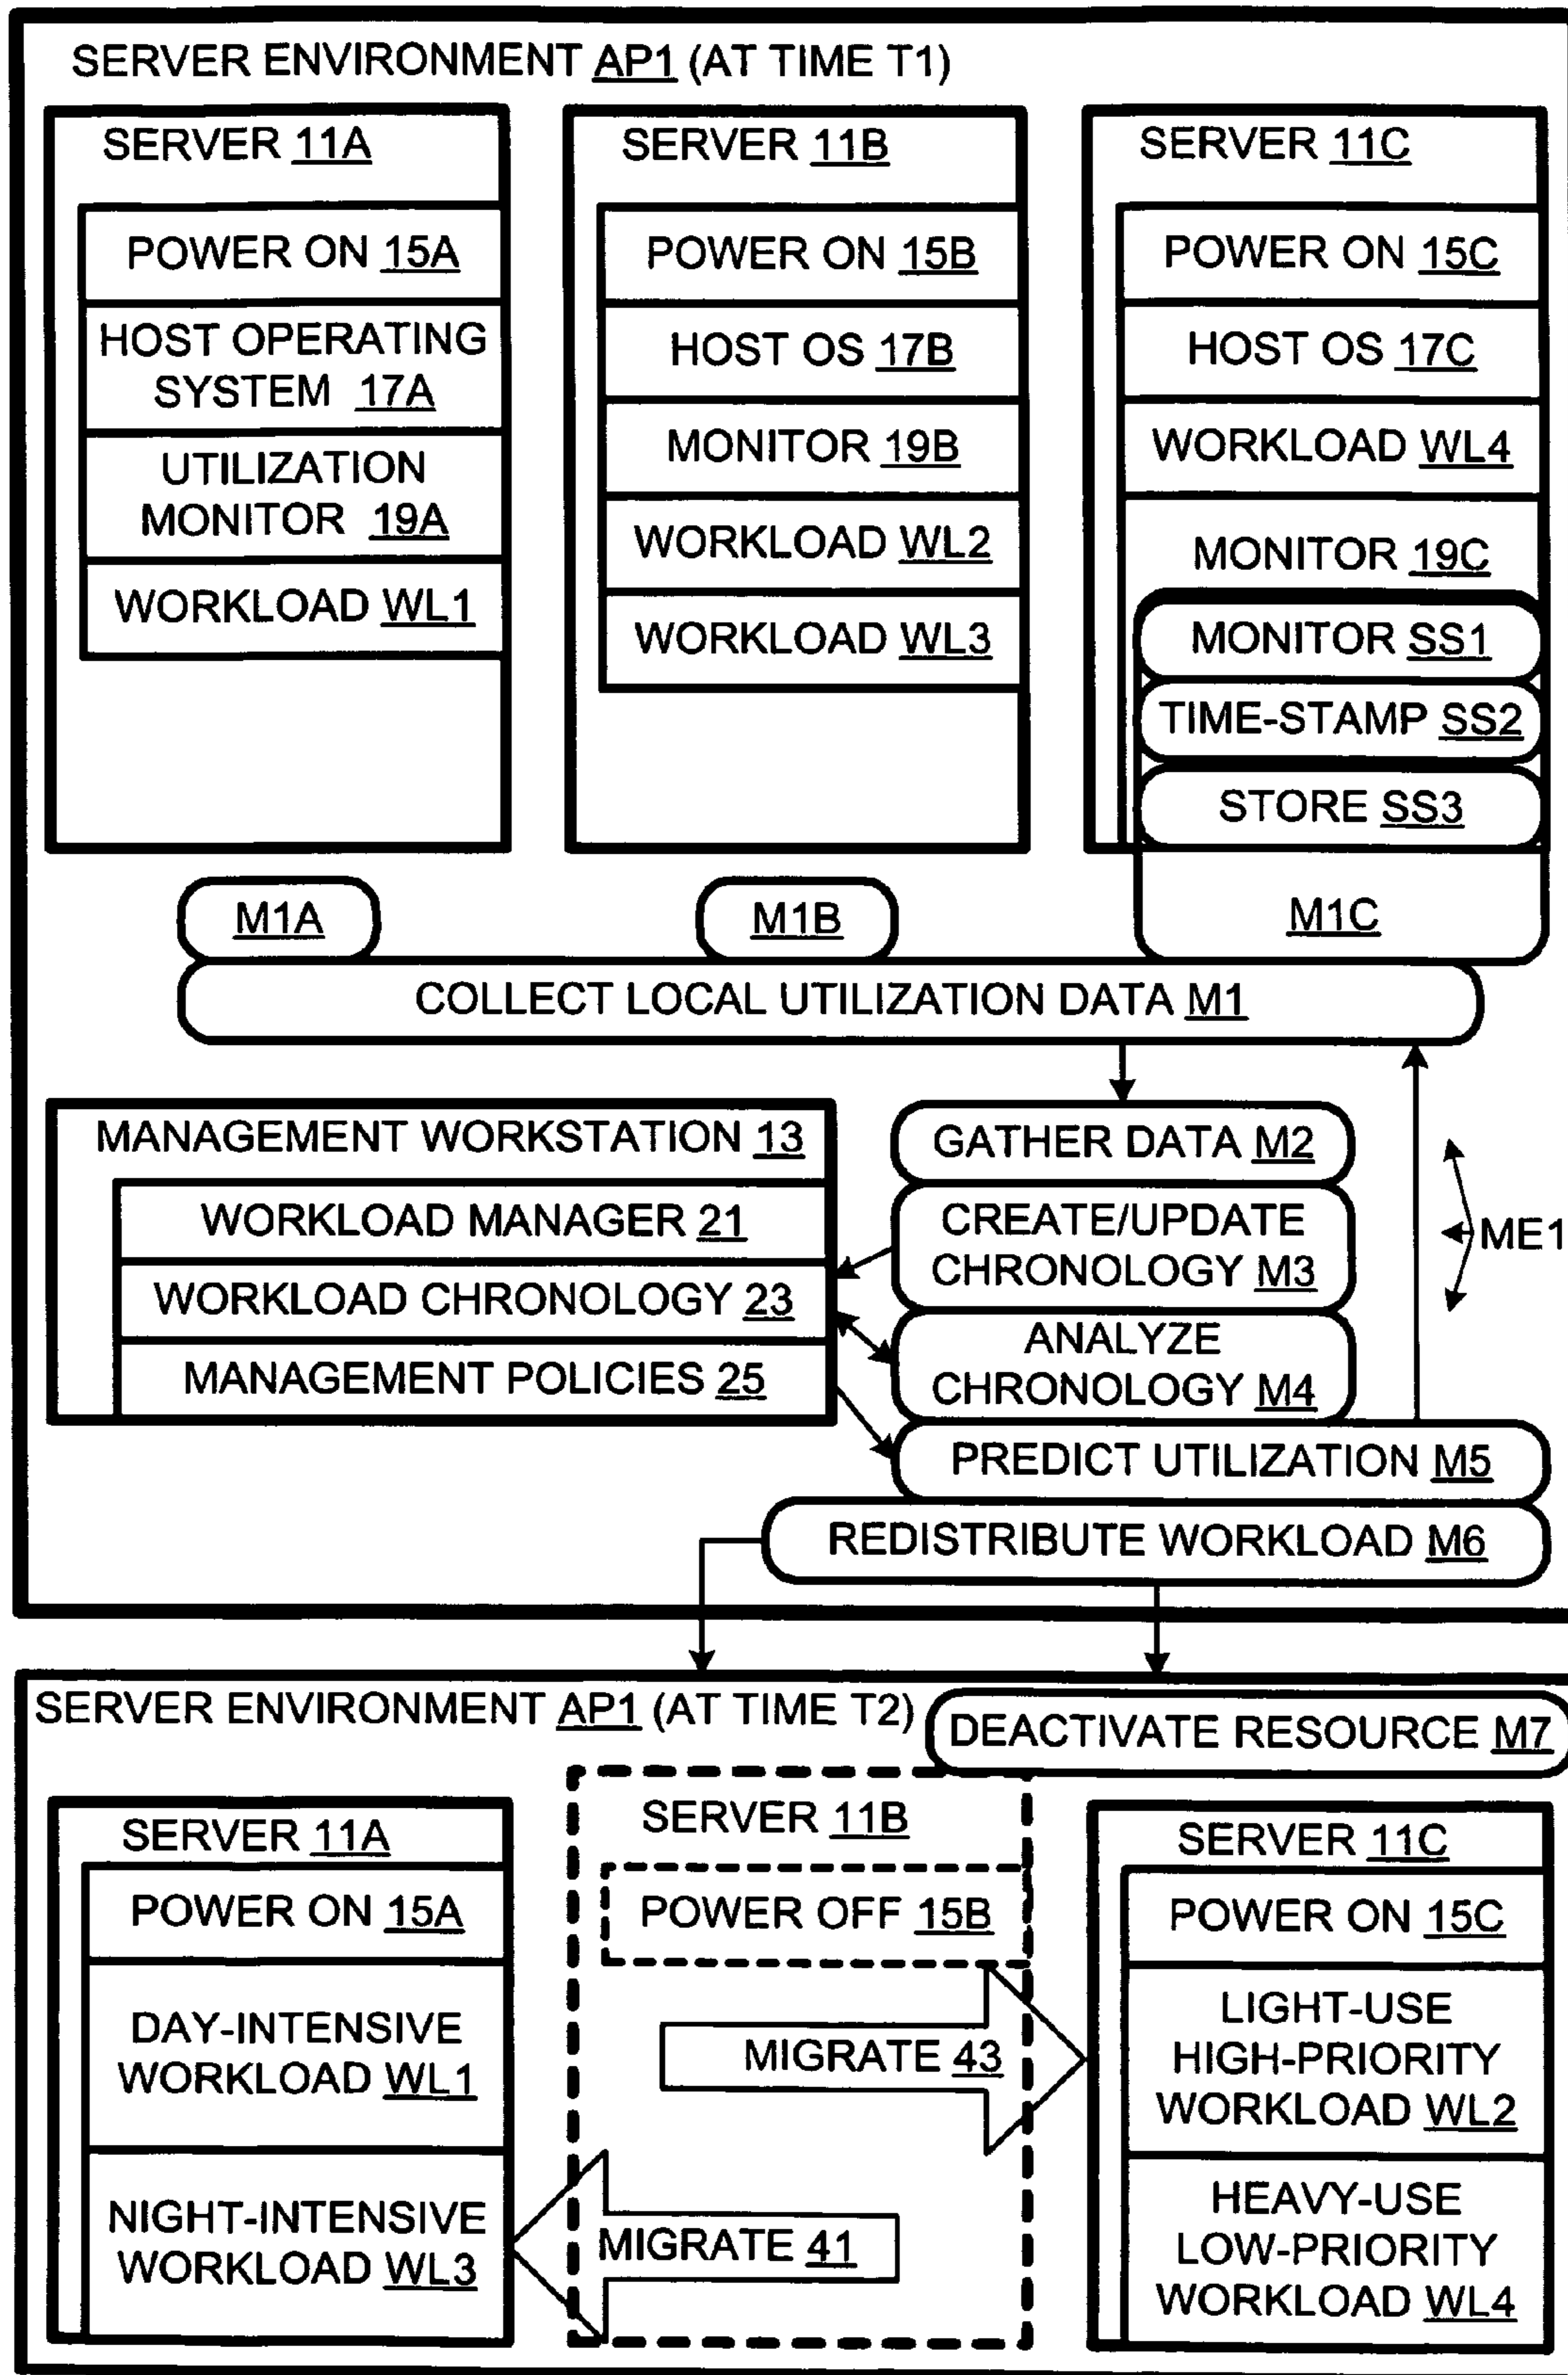 SERVER ENVIRONMENT AP1 (AT TIME T1)
SERVER 11A
POWER ON 15A
HOST OPERATING
SYSTEM 17A
UTILIZATION
MONITOR 19A
WORKLOAD WL1
SERVER 11B
POWER ON 15B
HOST OS 17B
MONITOR 19B
WORKLOAD WL2
WORKLOAD WL3
SERVER 11C
POWER ON 15C
HOST OS 17C
WORKLOAD WL4
MONITOR 19C
MONITOR SS1
TIME-STAMP SS2
STORE SS3
M1A
M1B
M1C
COLLECT LOCAL UTILIZATION DATA M1
MANAGEMENT WORKSTATION 13
WORKLOAD MANAGER 21
WORKLOAD CHRONOLOGY 23
MANAGEMENT POLICIES 25
GATHER DATA M2
CREATE/UPDATE
CHRONOLOGY M3
ANALYZE
CHRONOLOGY M4
PREDICT UTILIZATION M5
REDISTRIBUTE WORKLOAD M6
ME1
SERVER ENVIRONMENT AP1 (AT TIME T2)
DEACTIVATE RESOURCE M7
SERVER 11A
POWER ON 15A
DAY-INTENSIVE
WORKLOAD WL1
NIGHT-INTENSIVE
WORKLOAD WL3
SERVER 11B
POWER OFF 15B
MIGRATE 43
MIGRATE 41
SERVER 11C
POWER ON 15C
LIGHT-USE
HIGH-PRIORITY
WORKLOAD WL2
HEAVY-USE
LOW-PRIORITY
WORKLOAD WL4